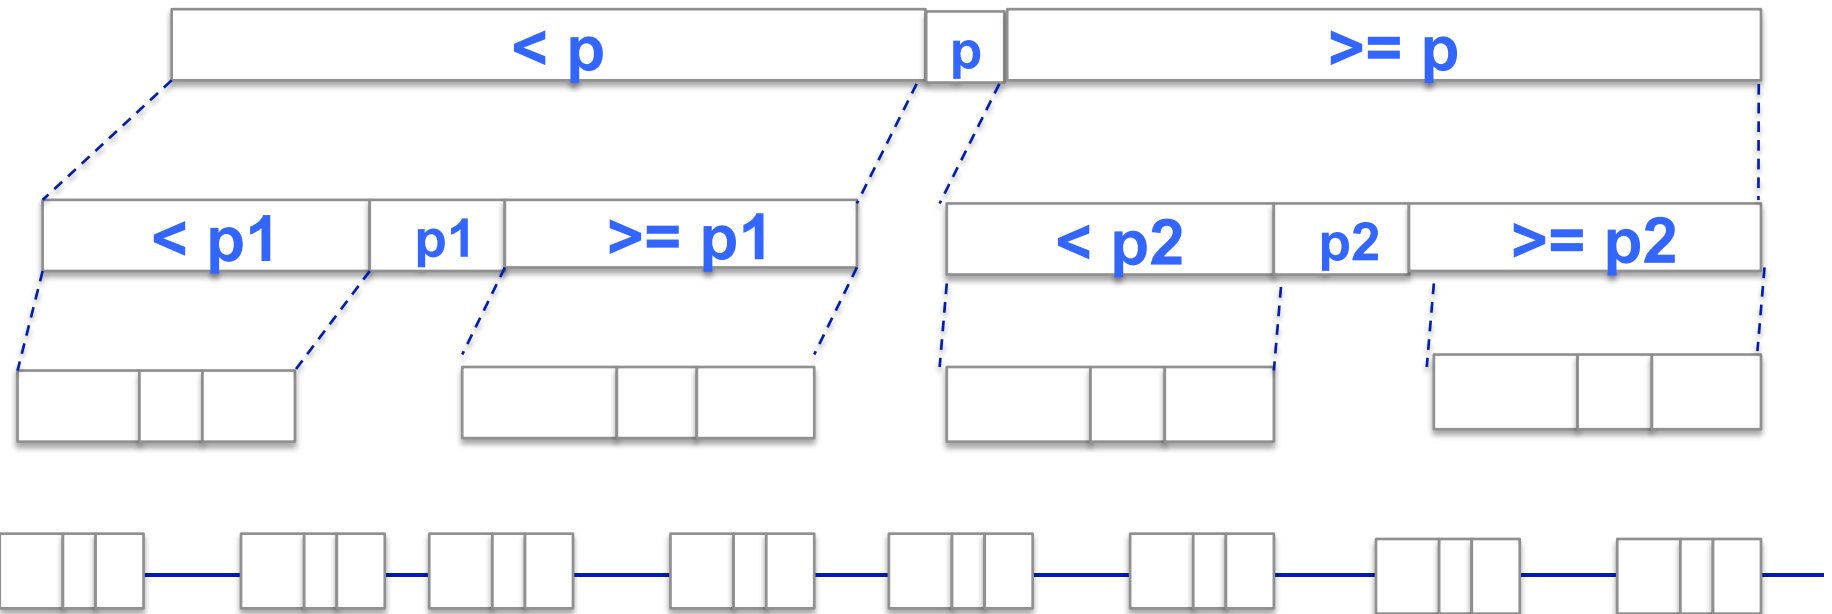 < p p >= p
< p1 p1 >= p1 < p2 p2 >= p2